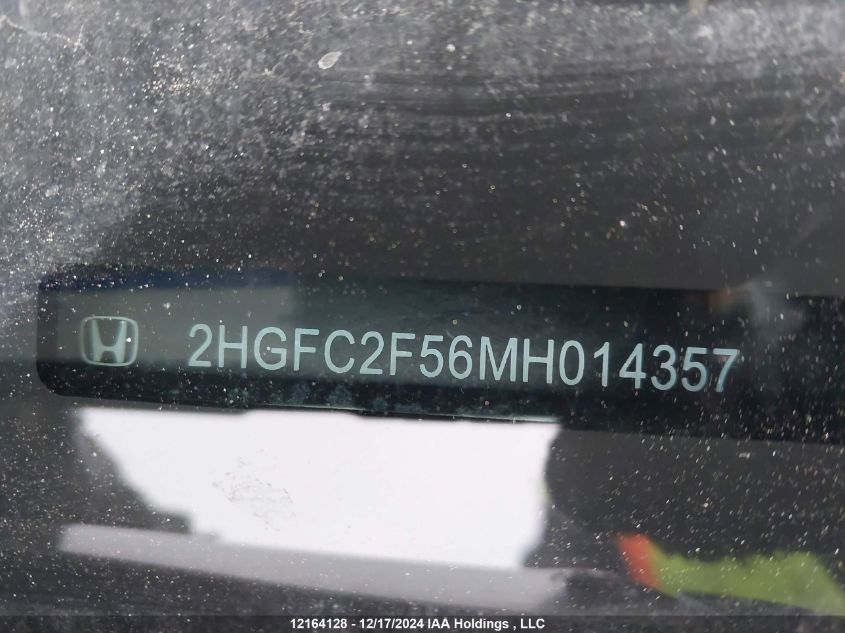 2HGFC2F56MH014357
12164128 - 12/17/2024 IAA Holdings , LLC